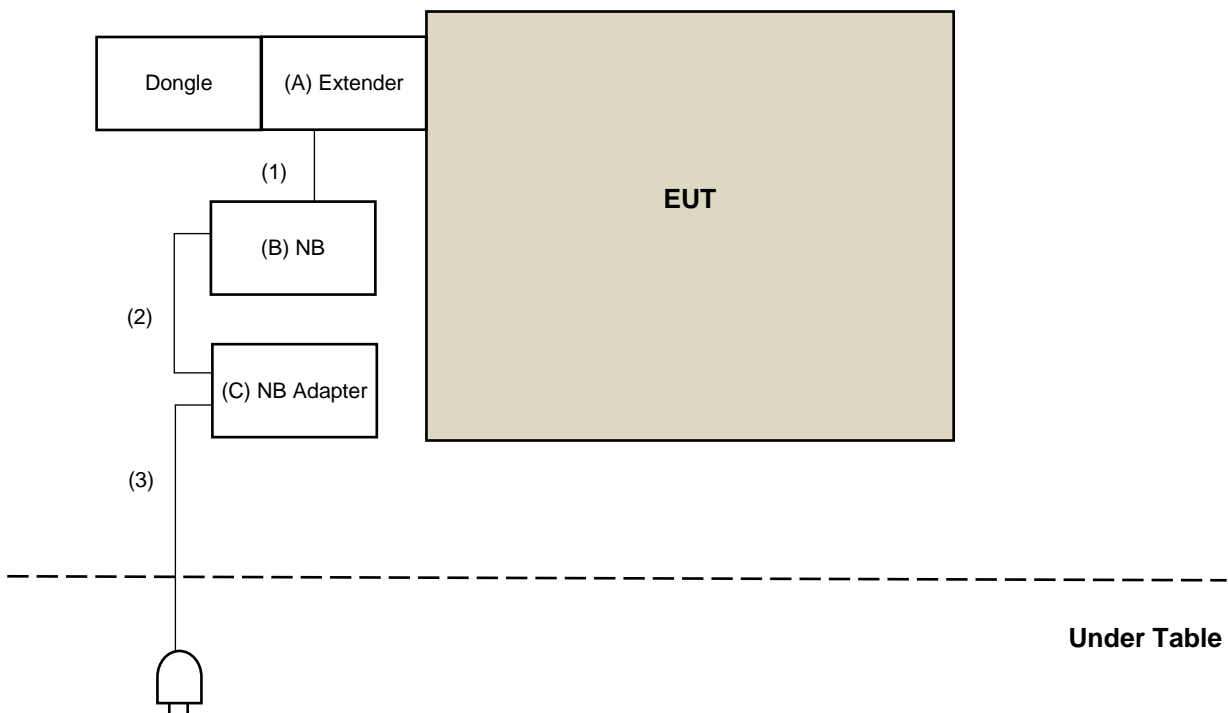 Dongle
(A) Extender
EUT
(1)
(B) NB
(2)
(C) NB Adapter
(3)
Under Table